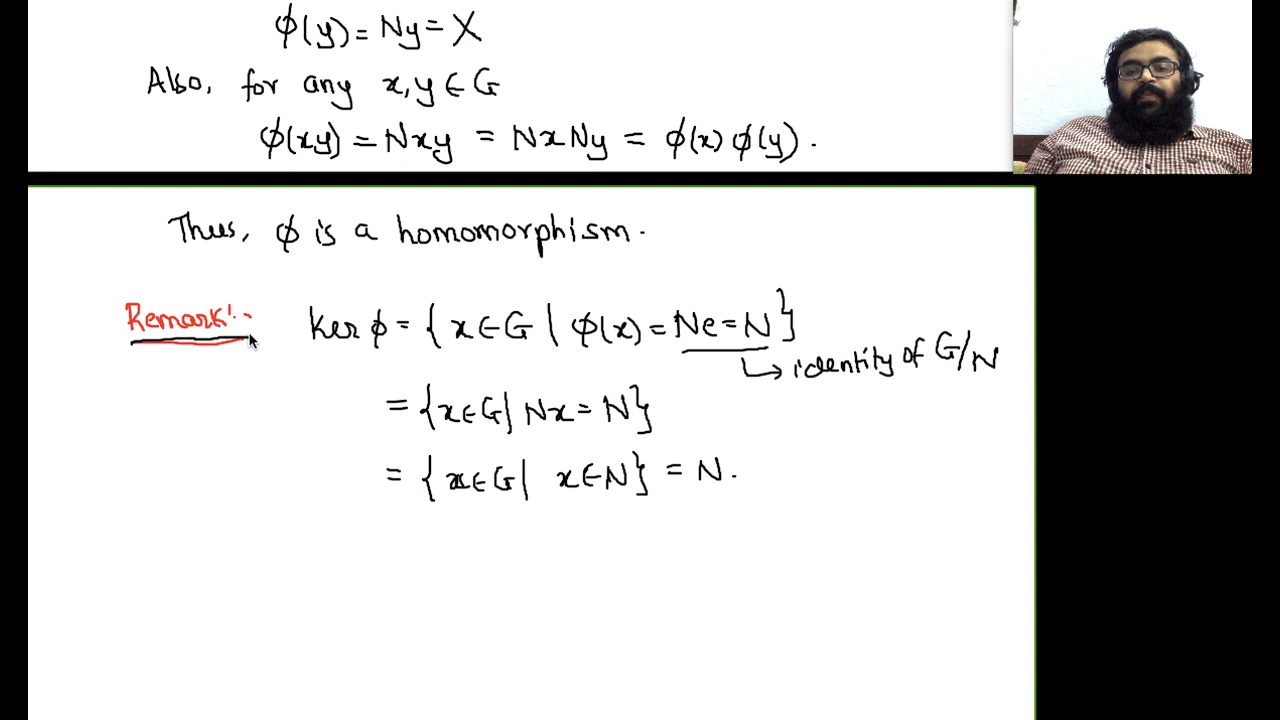 ϕ(y) = Ny = X
Also, for any x, y ∈ G
ϕ(xy) = Nxy = NxNy = ϕ(x) ϕ(y).
Thus, ϕ is a homomorphism.
Remark:- Ker ϕ = { x ∈ G | ϕ(x) = Ne = N }
↳ identity of G/N
= { x ∈ G | Nx = N }
= { x ∈ G | x ∈ N } = N.